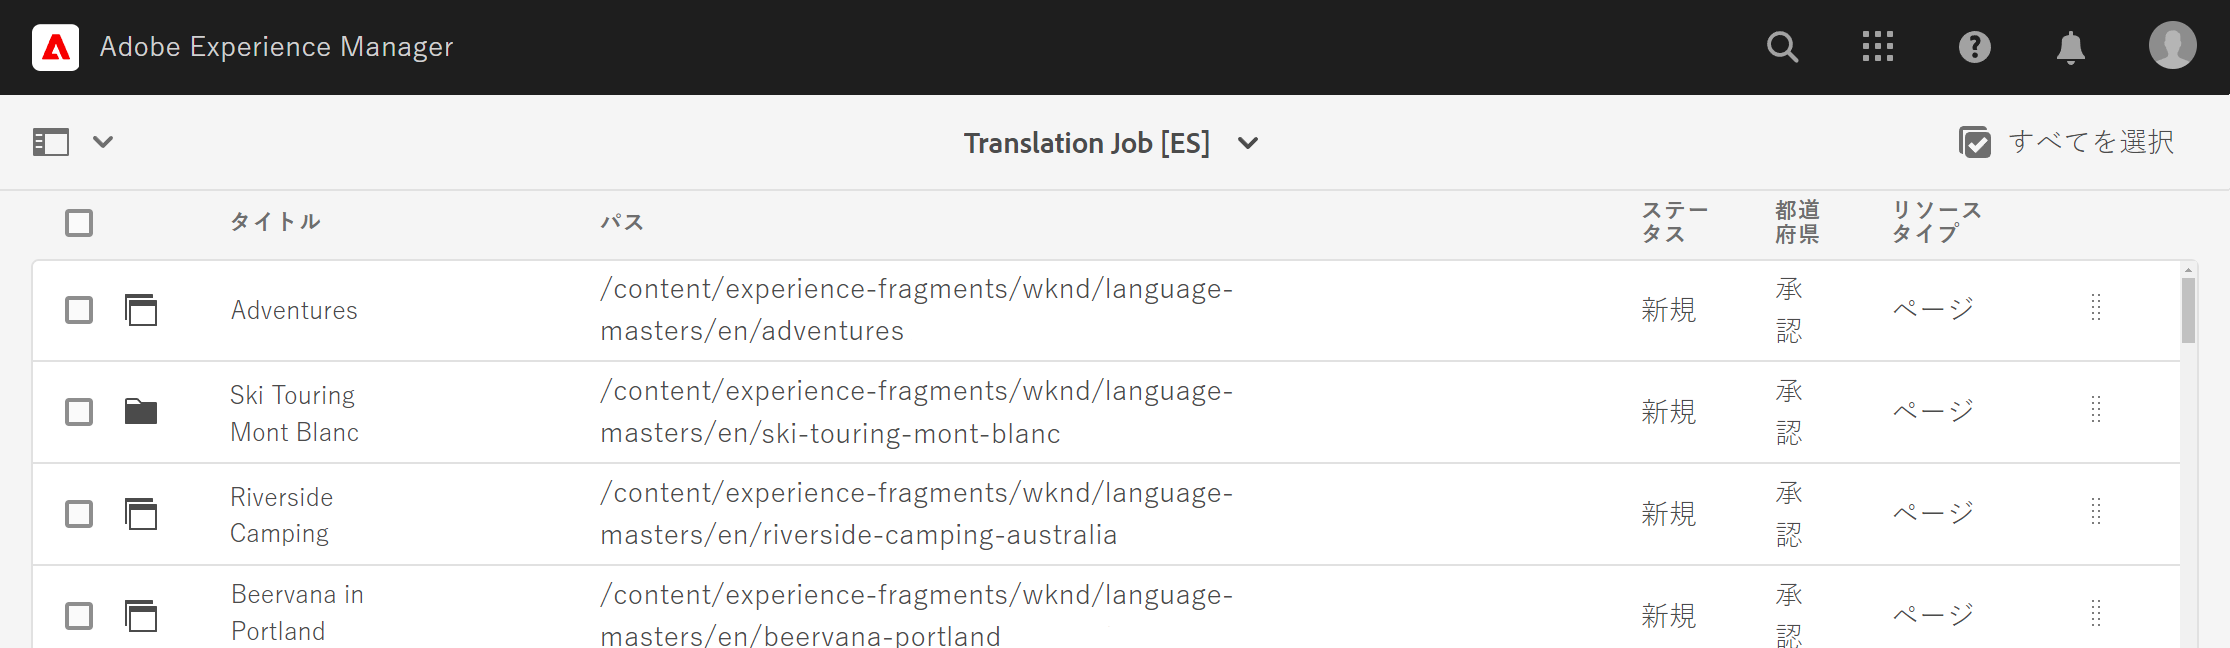 Adobe Experience Manager
Translation Job [ES]
すべてを選択
タイトル
パス
ステー
タス
都道
府県
リソース
タイプ
Adventures
/content/experience-fragments/wknd/language-
masters/en/adventures
新規
承
認
ページ
Ski Touring
Mont Blanc
/content/experience-fragments/wknd/language-
masters/en/ski-touring-mont-blanc
新規
承
認
ページ
Riverside
Camping
/content/experience-fragments/wknd/language-
masters/en/riverside-camping-australia
新規
承
認
ページ
Beervana in
Portland
/content/experience-fragments/wknd/language-
masters/en/beervana-portland
新規
承
認
ページ